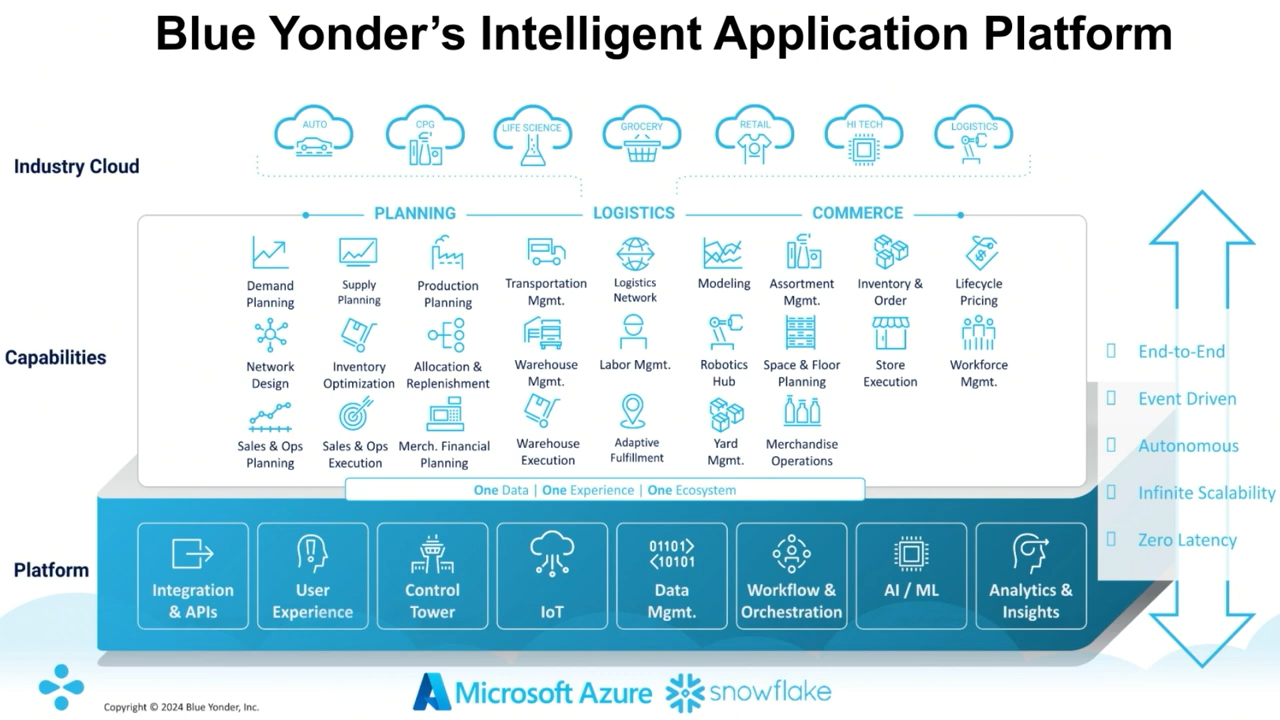 Blue Yonder’s Intelligent Application Platform
AUTO
CPG
LIFE SCIENCE
GROCERY
RETAIL
HI TECH
LOGISTICS
Industry Cloud
PLANNING
LOGISTICS
COMMERCE
Capabilities
Demand
Planning
Supply
Planning
Production
Planning
Transportation
Mgmt.
Logistics
Network
Modeling
Assortment
Mgmt.
Inventory &
Order
Lifecycle
Pricing
Network
Design
Inventory
Optimization
Allocation &
Replenishment
Warehouse
Mgmt.
Labor Mgmt.
Robotics
Hub
Space & Floor
Planning
Store
Execution
Workforce
Mgmt.
Sales & Ops
Planning
Sales & Ops
Execution
Merch. Financial
Planning
Warehouse
Execution
Adaptive
Fulfillment
Yard
Mgmt.
Merchandise
Operations
One Data | One Experience | One Ecosystem
End-to-End
Event Driven
Autonomous
Infinite Scalability
Zero Latency
Platform
Integration
& APIs
User
Experience
Control
Tower
IoT
01101>
<10101
Data
Mgmt.
Workflow &
Orchestration
AI / ML
Analytics &
Insights
Copyright © 2024 Blue Yonder, Inc.
Microsoft Azure
snowflake